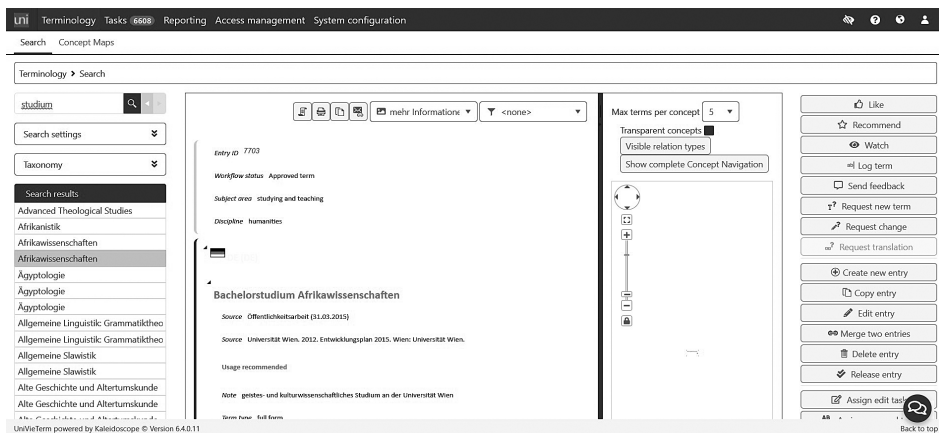 uni Terminology Tasks 6608 Reporting Access management System configuration
Search Concept Maps
Terminology > Search
studium
Search settings
Taxonomy
Search results
Advanced Theological Studies
Afrikanistik
Afrikawissenschaften
Afrikawissenschaften
Ägyptologie
Ägyptologie
Ägyptologie
Allgemeine Linguistik: Grammatiktheo
Allgemeine Linguistik: Grammatiktheo
Allgemeine Slawistik
Allgemeine Slawistik
Alte Geschichte und Altertumskunde
Alte Geschichte und Altertumskunde
mehr Informatione <none>
Entry ID 7703
Workflow status Approved term
Subject area studying and teaching
Discipline humanities
Bachelorstudium Afrikawissenschaften
Source Öffentlichkeitsarbeit (31.03.2015)
Source Universität Wien. 2012. Entwicklungsplan 2015. Wien: Universität Wien.
Usage recommended
Note geistes- und kulturwissenschaftliches Studium an der Universität Wien
Term type full form
Max terms per concept 5
Transparent concepts
Visible relation types
Show complete Concept Navigation
Like
Recommend
Watch
Log term
Send feedback
Request new term
Request change
Request translation
Create new entry
Copy entry
Edit entry
Merge two entries
Delete entry
Release entry
Assign edit task
UniVieTerm powered by Kaleidoscope © Version 6.4.0.11
Back to top